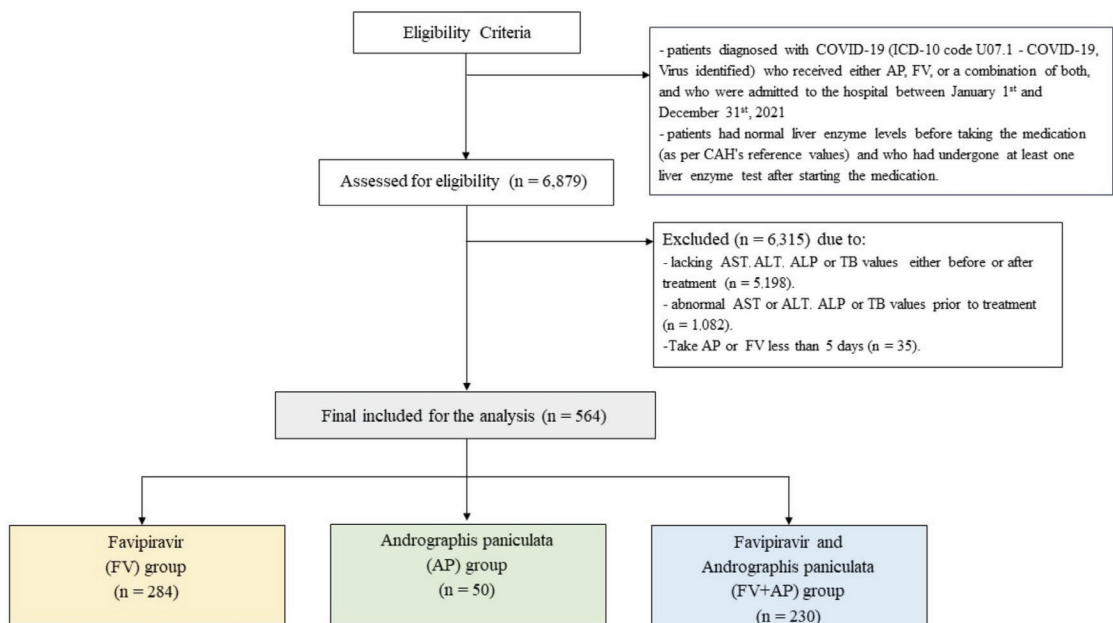 Eligibility Criteria
- patients diagnosed with COVID-19 (ICD-10 code U07.1 - COVID-19,
Virus identified) who received either AP, FV, or a combination of both,
and who were admitted to the hospital between January 1st and
December 31st, 2021
- patients had normal liver enzyme levels before taking the medication
(as per CAH's reference values) and who had undergone at least one
liver enzyme test after starting the medication.
Assessed for eligibility (n = 6,879)
Excluded (n = 6,315) due to:
- lacking AST, ALT, ALP or TB values either before or after
treatment (n = 5,198).
- abnormal AST or ALT, ALP or TB values prior to treatment
(n = 1,082).
-Take AP or FV less than 5 days (n = 35).
Final included for the analysis (n = 564)
Favipiravir
(FV) group
(n = 284)
Andrographis paniculata
(AP) group
(n = 50)
Favipiravir and
Andrographis paniculata
(FV+AP) group
(n = 230)